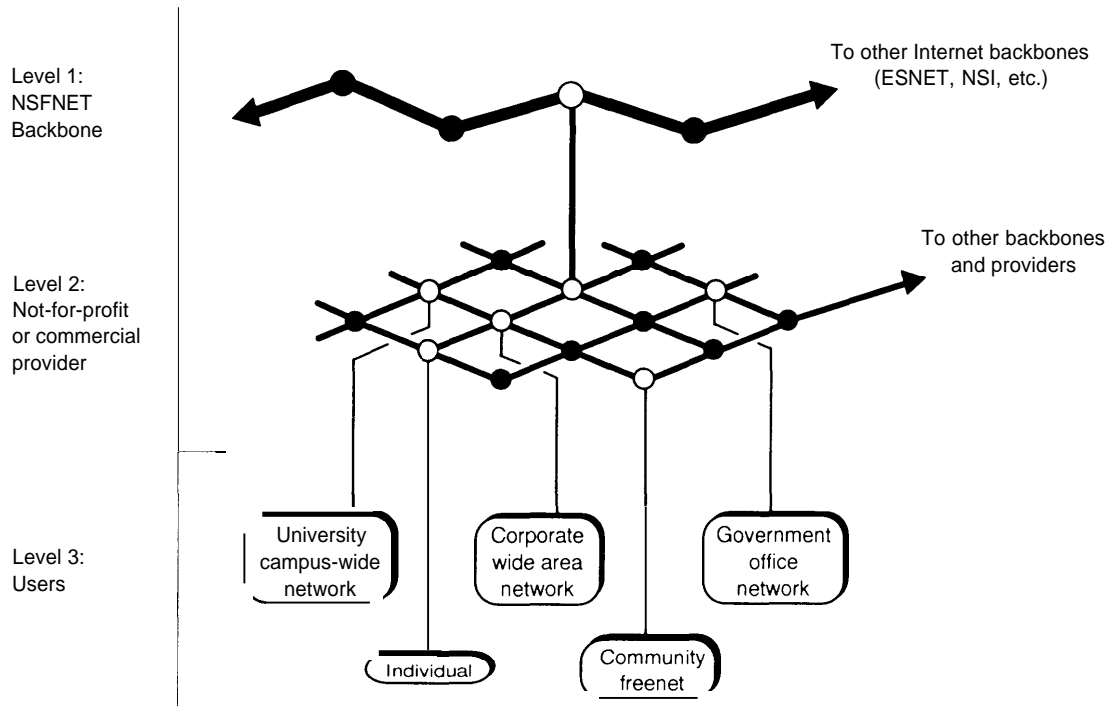 Level 1:
NSFNET
Backbone
To other Internet backbones
(ESNET, NSI, etc.)
Level 2:
Not-for-profit
or commercial
provider
To other backbones
and providers
Level 3:
Users
University
campus-wide
network
Corporate
wide area
network
Government
office
network
Individual
Community
freenet